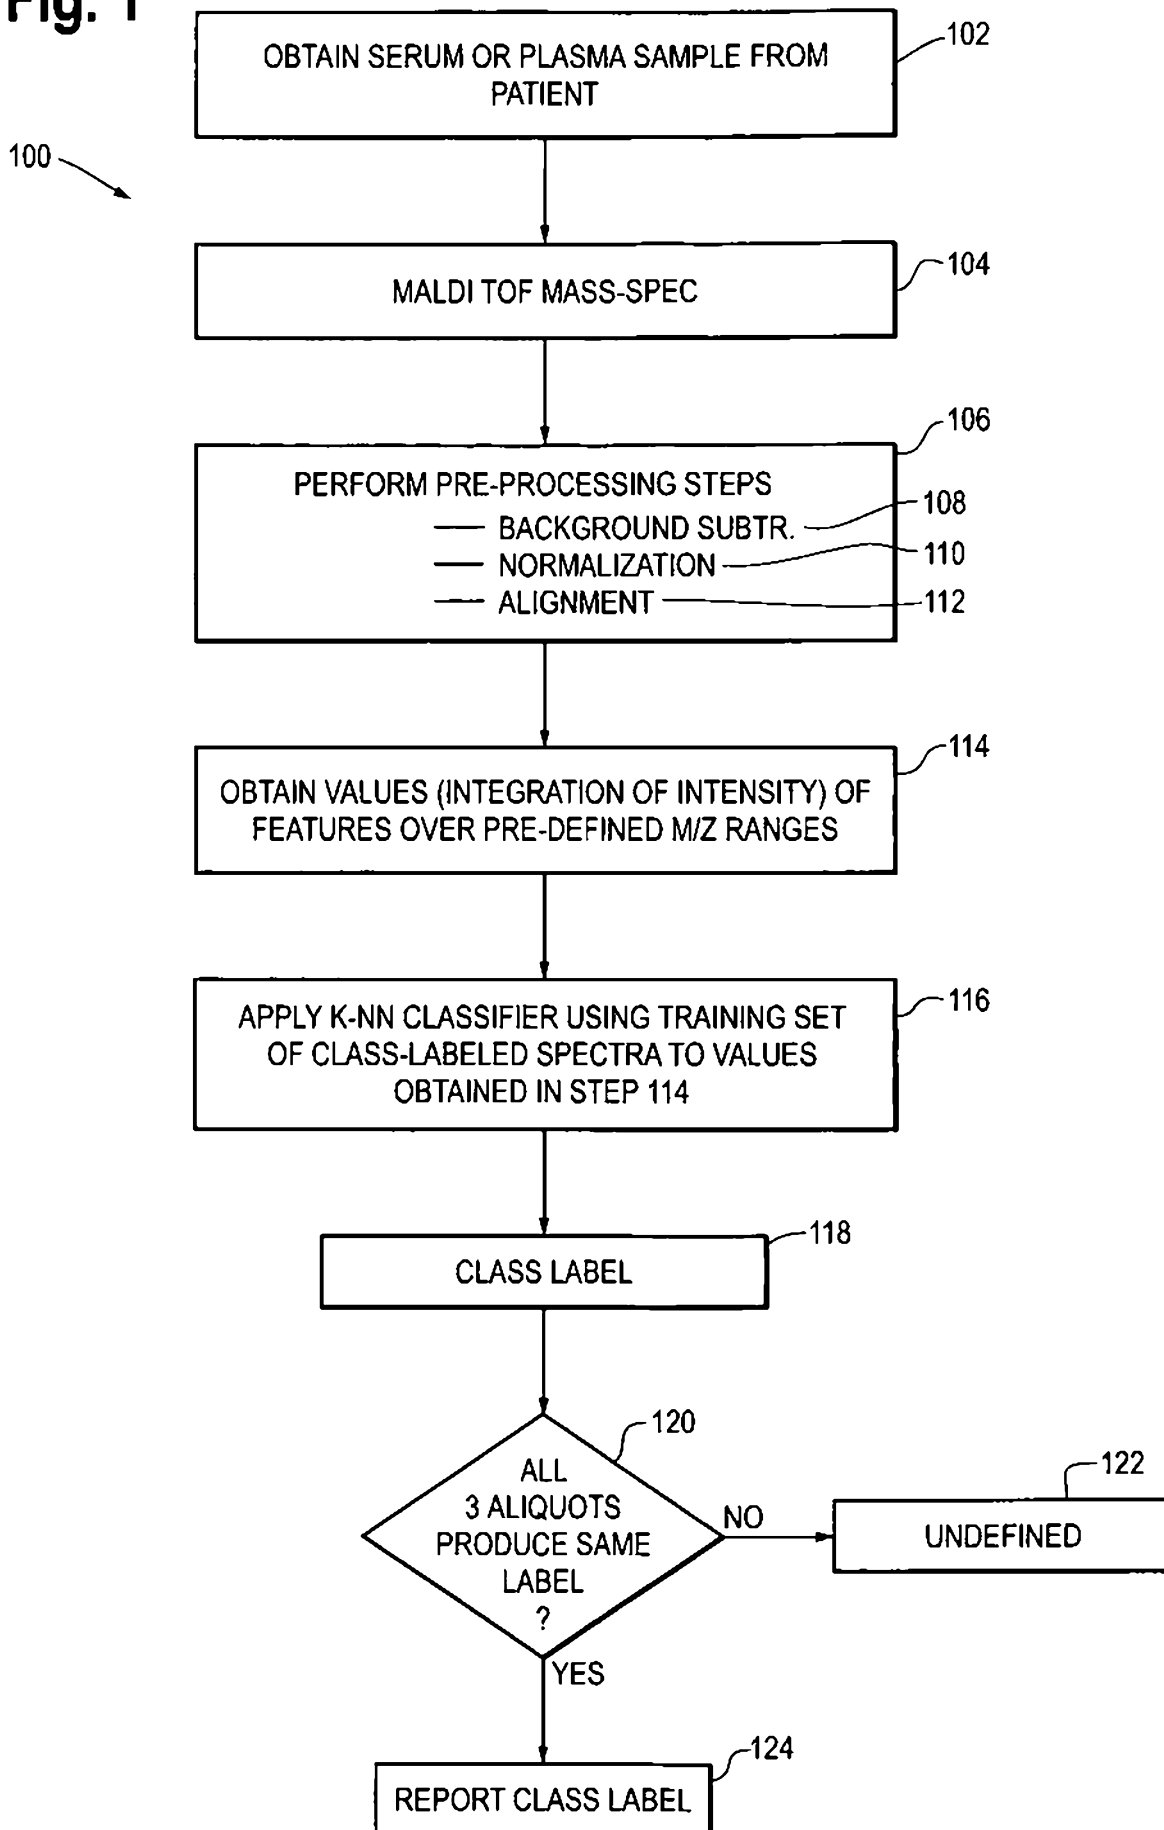 Fig. 1
102
OBTAIN SERUM OR PLASMA SAMPLE FROM
PATIENT
100
104
MALDI TOF MASS-SPEC
106
PERFORM PRE-PROCESSING STEPS
— BACKGROUND SUBTR. 108
— NORMALIZATION 110
— ALIGNMENT 112
114
OBTAIN VALUES (INTEGRATION OF INTENSITY) OF
FEATURES OVER PRE-DEFINED M/Z RANGES
116
APPLY K-NN CLASSIFIER USING TRAINING SET
OF CLASS-LABELED SPECTRA TO VALUES
OBTAINED IN STEP 114
118
CLASS LABEL
120
ALL
3 ALIQUOTS
PRODUCE SAME
LABEL
?
NO
122
UNDEFINED
YES
124
REPORT CLASS LABEL